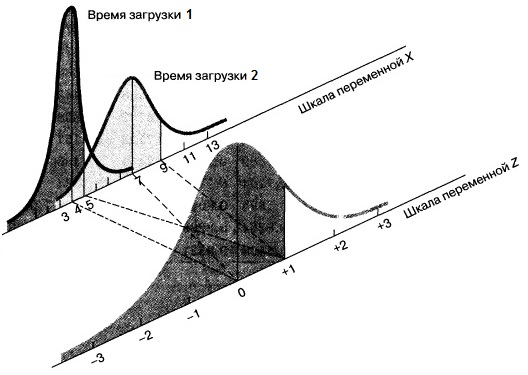 Время загрузки 1
Время загрузки 2
Шкала переменной X
3 4 5 7 9 11 13
Шкала переменной Z
-3 -2 -1 0 +1 +2 +3